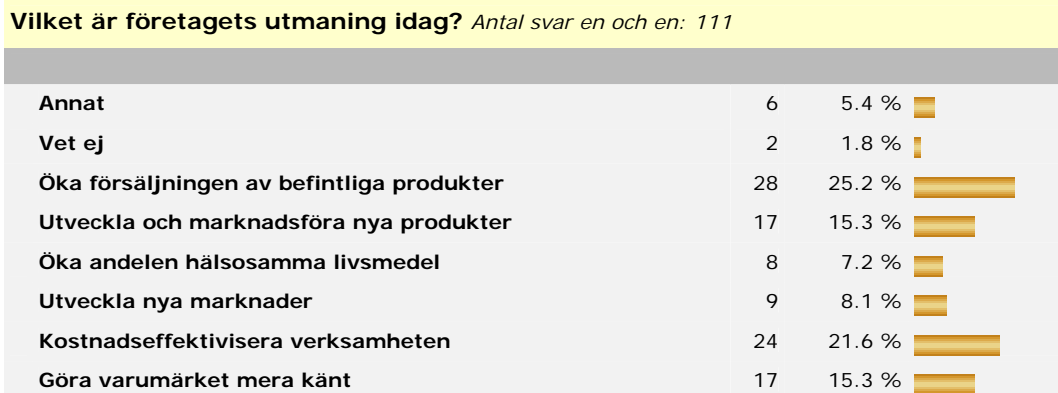 Vilket är företagets utmaning idag? Antal svar en och en: 111
Annat 6 5.4 %
Vet ej 2 1.8 %
Öka försäljningen av befintliga produkter 28 25.2 %
Utveckla och marknadsföra nya produkter 17 15.3 %
Öka andelen hälsosamma livsmedel 8 7.2 %
Utveckla nya marknader 9 8.1 %
Kostnadseffektivisera verksamheten 24 21.6 %
Göra varumärket mera känt 17 15.3 %